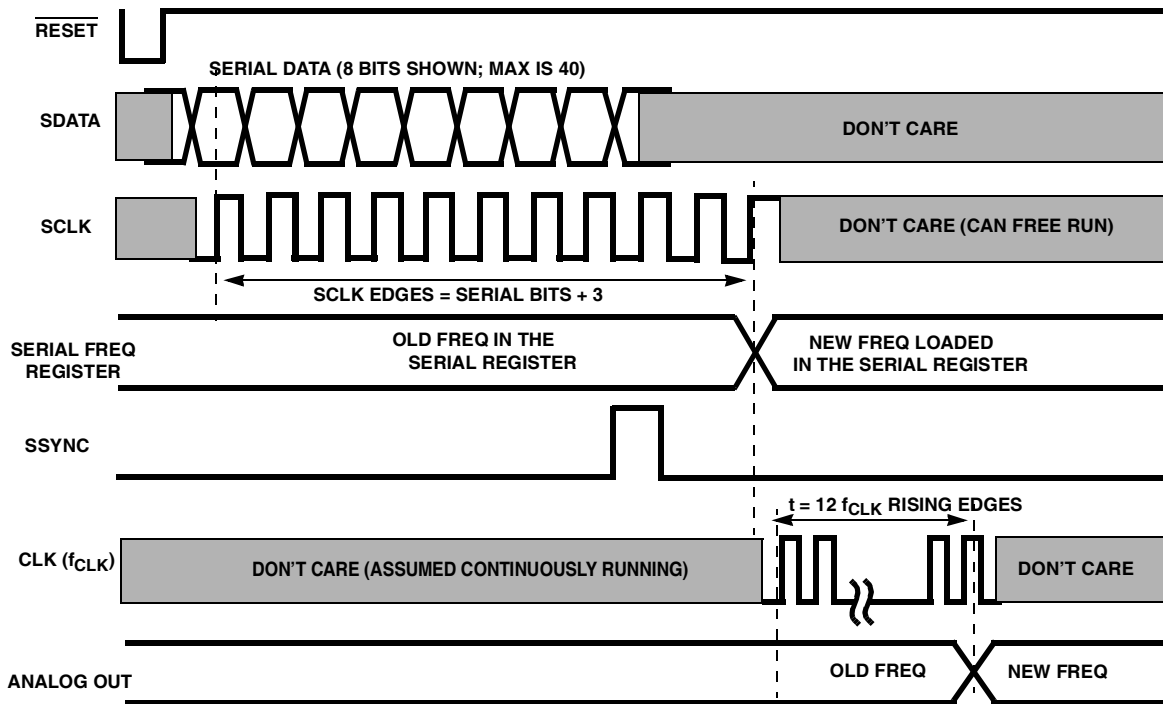 RESET
SERIAL DATA (8 BITS SHOWN; MAX IS 40)
SDATA
DON'T CARE
SCLK
DON'T CARE (CAN FREE RUN)
SCLK EDGES = SERIAL BITS + 3
SERIAL FREQ
REGISTER
OLD FREQ IN THE
SERIAL REGISTER
NEW FREQ LOADED
IN THE SERIAL REGISTER
SSYNC
t = 12 fCLK RISING EDGES
CLK (fCLK)
DON'T CARE (ASSUMED CONTINUOUSLY RUNNING)
DON'T CARE
ANALOG OUT
OLD FREQ
NEW FREQ